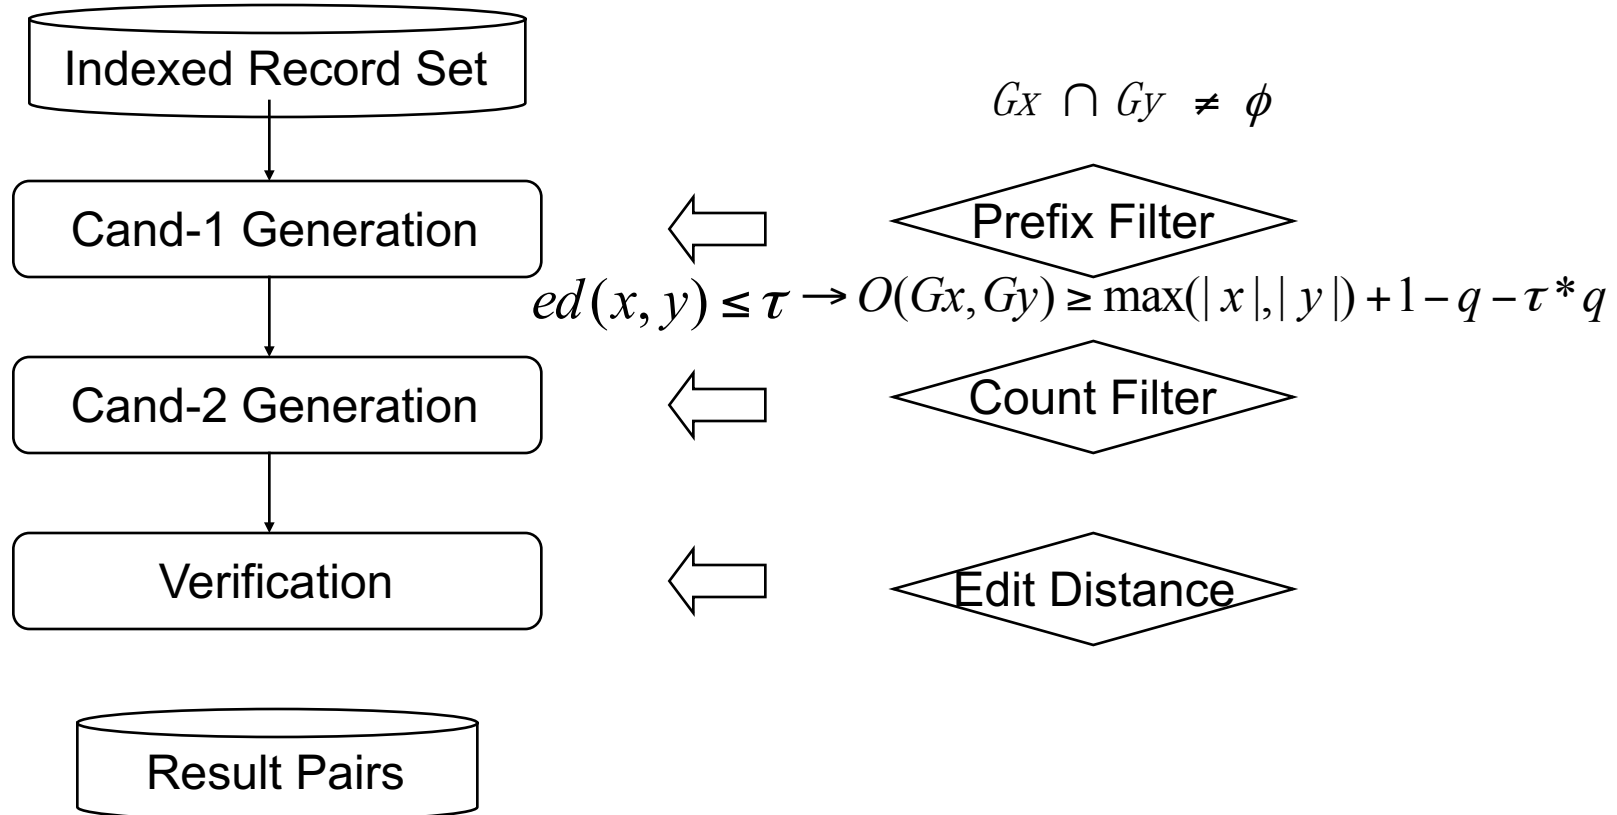 Indexed Record Set
Gx ∩ Gy ≠ ϕ
Cand-1 Generation
Prefix Filter
ed(x, y) ≤ τ → O(Gx, Gy) ≥ max(| x |,| y |) + 1 − q − τ * q
Cand-2 Generation
Count Filter
Verification
Edit Distance
Result Pairs